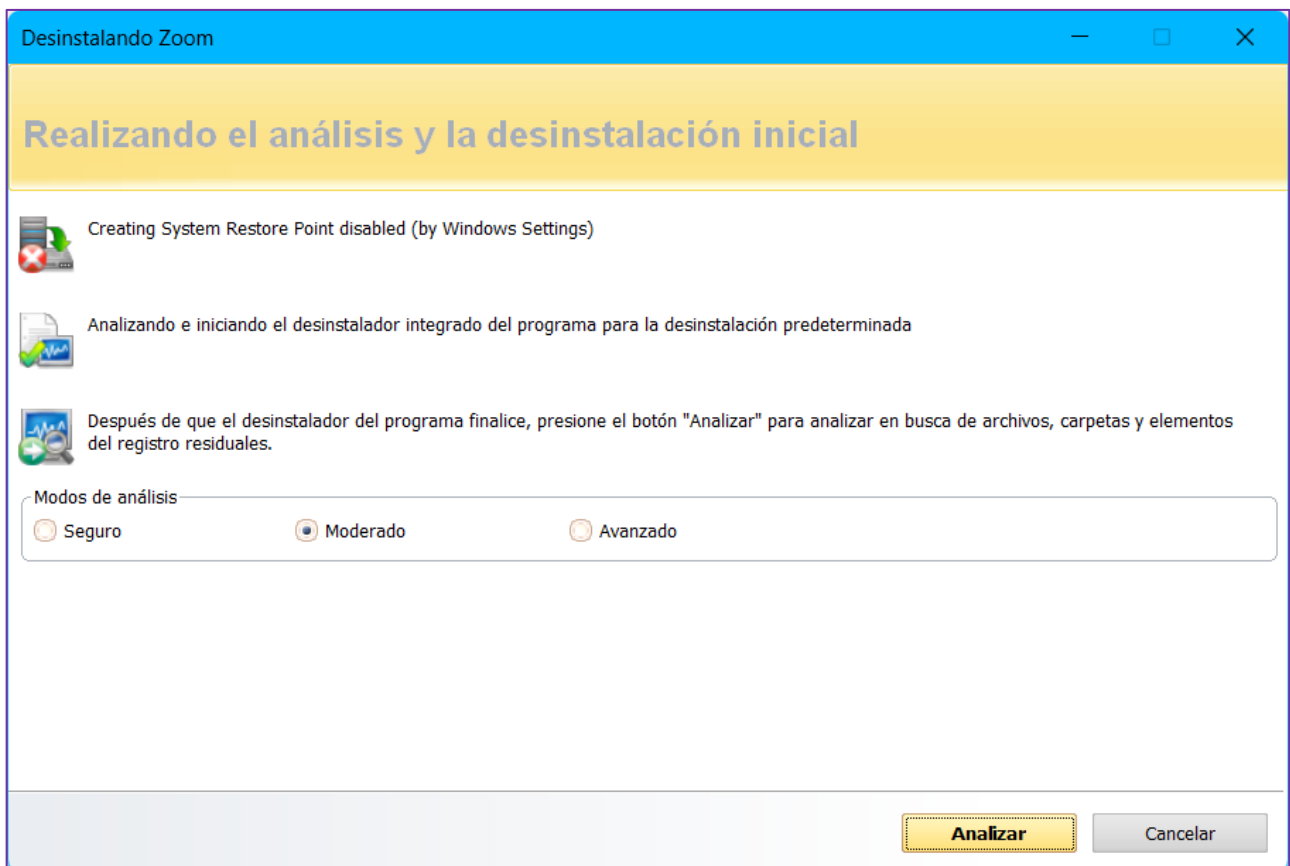 Desinstalando Zoom
Realizando el análisis y la desinstalación inicial
Creating System Restore Point disabled (by Windows Settings)
Analizando e iniciando el desinstalador integrado del programa para la desinstalación predeterminada
Después de que el desinstalador del programa finalice, presione el botón "Analizar" para analizar en busca de archivos, carpetas y elementos
del registro residuales.
Modos de análisis
Seguro Moderado Avanzado
Analizar Cancelar